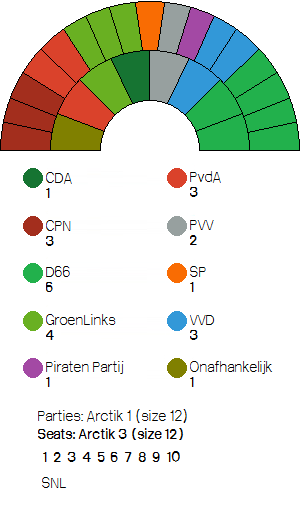 CDA
1
PvdA
3
CPN
3
PVV
2
D66
6
SP
1
GroenLinks
4
VVD
3
Piraten Partij
1
Onafhankelijk
1
Parties: Arctik 1 (size 12)
Seats: Arctik 3 (size 12)
1 2 3 4 5 6 7 8 9 10
SNL